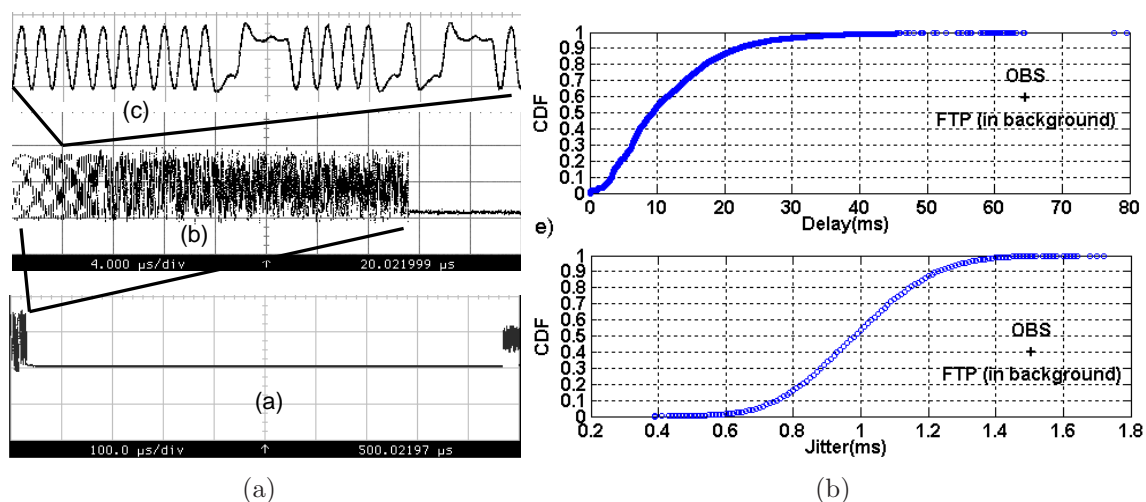 (c)
(b)
4.000 µs/div
20.021999 µs
(a)
100.0 µs/div
500.02197 µs
(a)
CDF
1
0.9
0.8
0.7
0.6
0.5
0.4
0.3
0.2
0.1
0
OBS
+
FTP (in background)
0 10 20 30 40 50 60 70 80
Delay(ms)
e)
CDF
1
0.9
0.8
0.7
0.6
0.5
0.4
0.3
0.2
0.1
0
OBS
+
FTP (in background)
0.2 0.4 0.6 0.8 1 1.2 1.4 1.6 1.8
Jitter(ms)
(b)